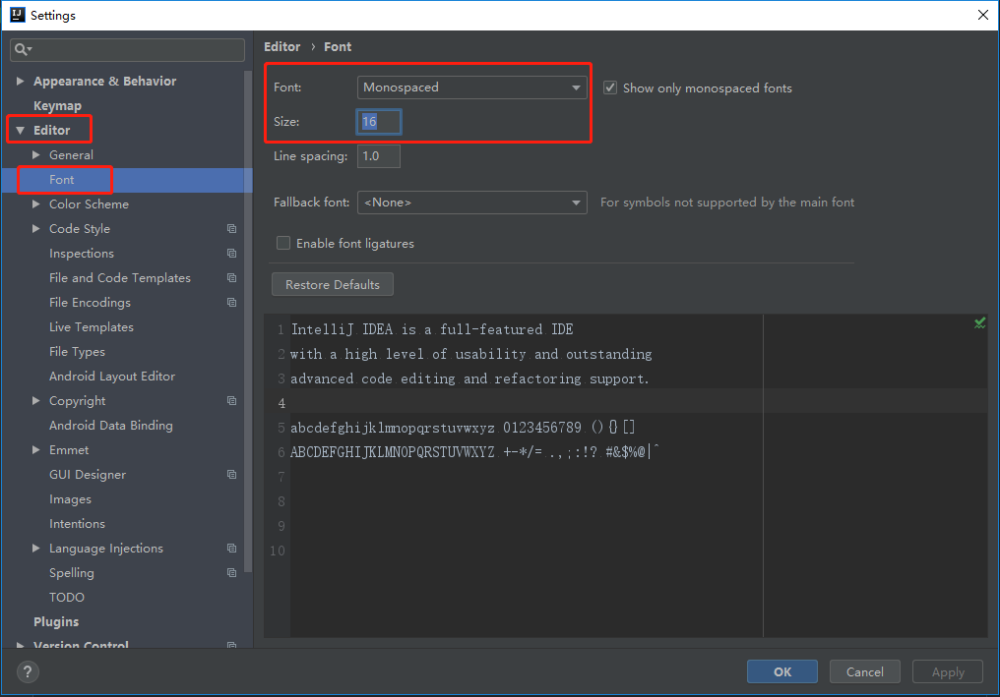 Settings
Editor › Font
Appearance & Behavior
Keymap
Editor
General
Font
Color Scheme
Code Style
Inspections
File and Code Templates
File Encodings
Live Templates
File Types
Android Layout Editor
Copyright
Android Data Binding
Emmet
GUI Designer
Images
Intentions
Language Injections
Spelling
TODO
Plugins
Version Control
Font: Monospaced Show only monospaced fonts
Size: 16
Line spacing: 1.0
Fallback font: <None> For symbols not supported by the main font
Enable font ligatures
Restore Defaults
1 IntelliJ IDEA is a full-featured IDE
2 with a high level of usability and outstanding
3 advanced code editing and refactoring support.
4
5 abcdefghijklmnopqrstuvwxyz 0123456789 (){}[]
6 ABCDEFGHIJKLMNOPQRSTUVWXYZ +-*/= .,;:!? #&$%@|^
7
8
9
10
? OK Cancel Apply